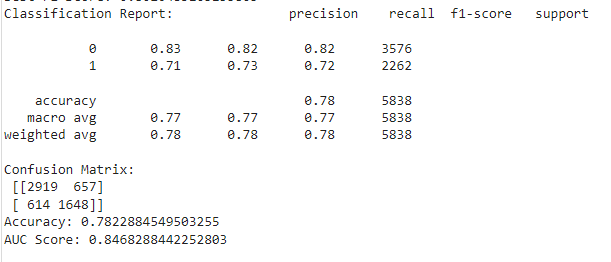 Classification Report:               precision    recall  f1-score   support

           0       0.83      0.82      0.82      3576
           1       0.71      0.73      0.72      2262

    accuracy                           0.78      5838
   macro avg       0.77      0.77      0.77      5838
weighted avg       0.78      0.78      0.78      5838

Confusion Matrix:
 [[2919  657]
 [ 614 1648]]
Accuracy: 0.7822884549503255
AUC Score: 0.8468288442252803